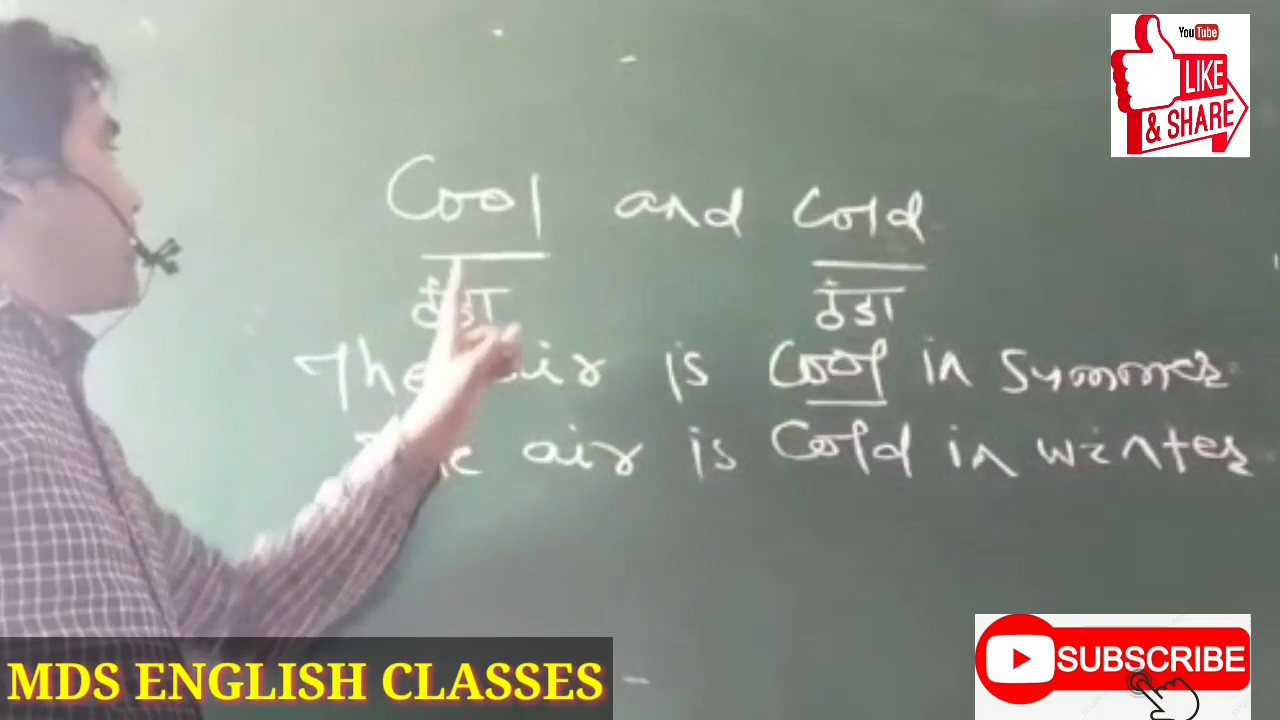 YouTube
LIKE
& SHARE
Cool and Cold
ठंडा ठंडा
The air is Cool in Summer
The air is Cold in winter
SUBSCRIBE
MDS ENGLISH CLASSES